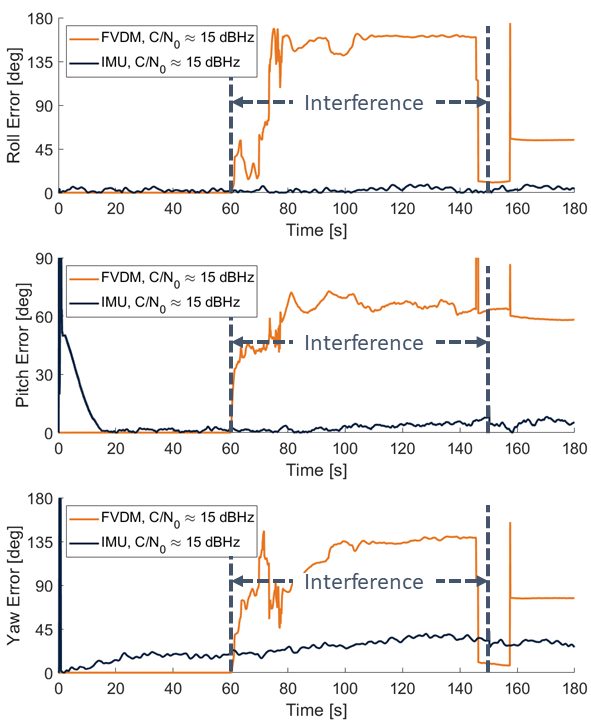 180
135
90
45
0
Roll Error [deg]
FVDM, C/N0 ≈ 15 dBHz
IMU, C/N0 ≈ 15 dBHz
Interference
0 20 40 60 80 100 120 140 160 180
Time [s]
90
60
30
0
Pitch Error [deg]
FVDM, C/N0 ≈ 15 dBHz
IMU, C/N0 ≈ 15 dBHz
Interference
0 20 40 60 80 100 120 140 160 180
Time [s]
180
135
90
45
0
Yaw Error [deg]
FVDM, C/N0 ≈ 15 dBHz
IMU, C/N0 ≈ 15 dBHz
Interference
0 20 40 60 80 100 120 140 160 180
Time [s]